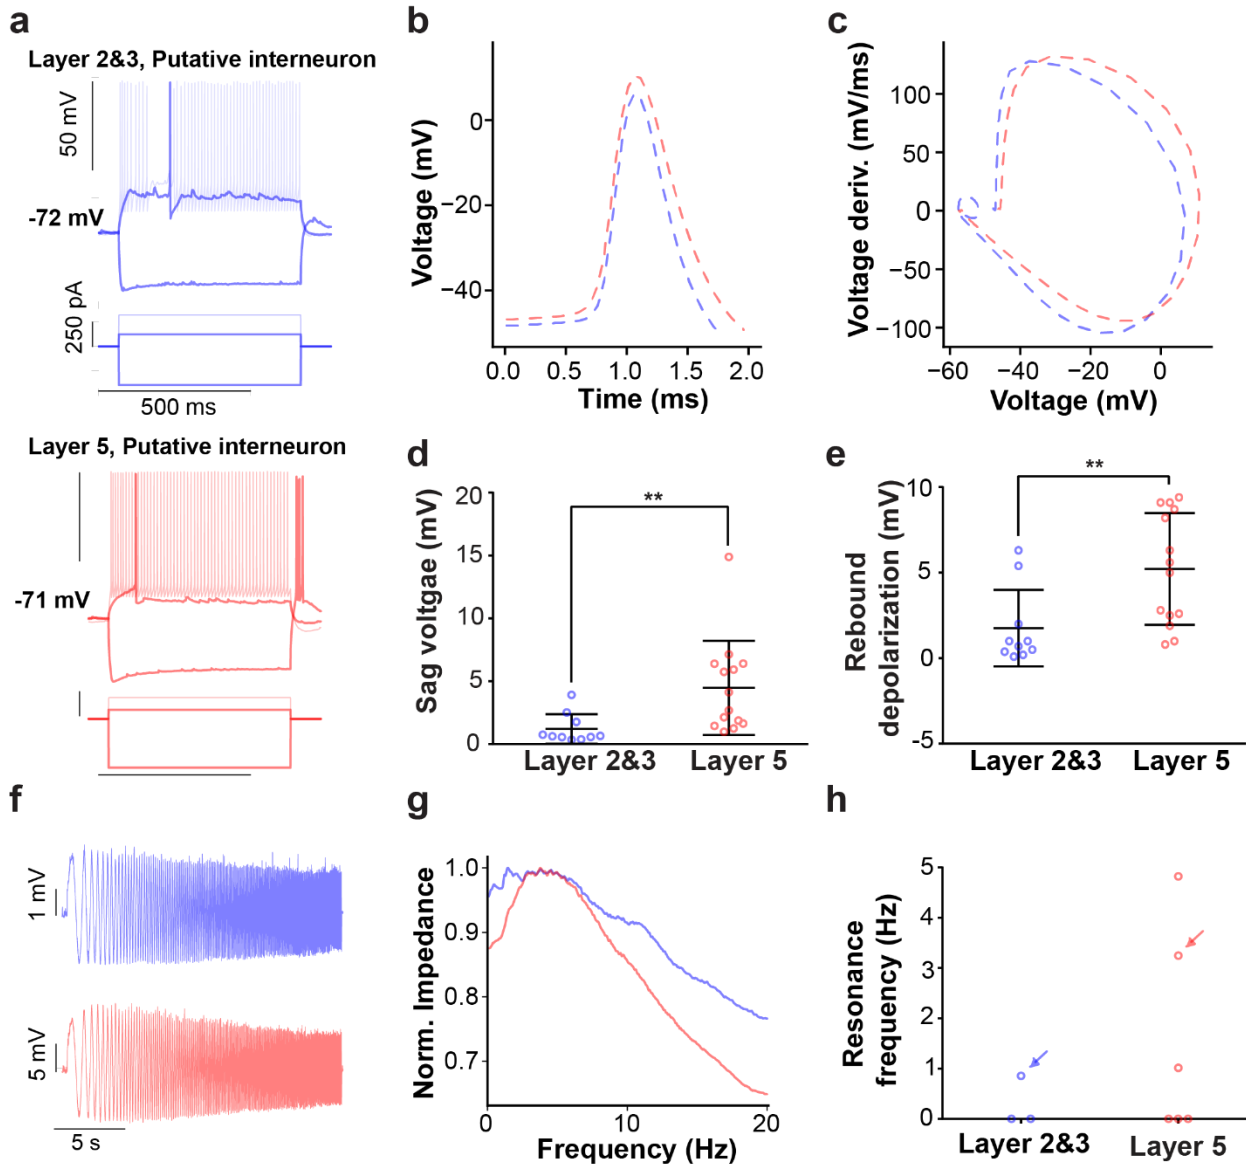 a
Layer 2&3, Putative interneuron
50 mV
-72 mV
250 pA
500 ms
Layer 5, Putative interneuron
-71 mV
b
Voltage (mV)
0
−20
−40
0.0 0.5 1.0 1.5 2.0
Time (ms)
c
Voltage deriv. (mV/ms)
100
50
0
−50
−100
−60 −40 −20 0
Voltage (mV)
d
Sag voltgae (mV)
20
15
10
5
0
**
Layer 2&3 Layer 5
e
Rebound
depolarization (mV)
10
5
0
-5
**
Layer 2&3 Layer 5
f
1 mV
5 mV
5 s
g
Norm. Impedance
1.0
0.9
0.8
0.7
0 10 20
Frequency (Hz)
h
Resonance
frequency (Hz)
5
4
3
2
1
0
Layer 2&3 Layer 5